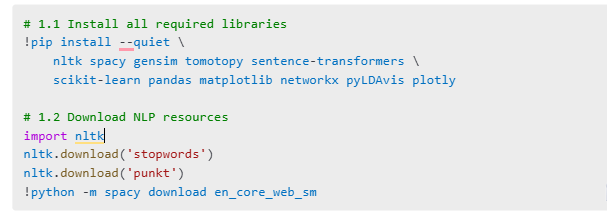 # 1.1 Install all required libraries
!pip install --quiet \
    nltk spacy gensim tomotopy sentence-transformers \
    scikit-learn pandas matplotlib networkx pyLDAvis plotly

# 1.2 Download NLP resources
import nltk
nltk.download('stopwords')
nltk.download('punkt')
!python -m spacy download en_core_web_sm